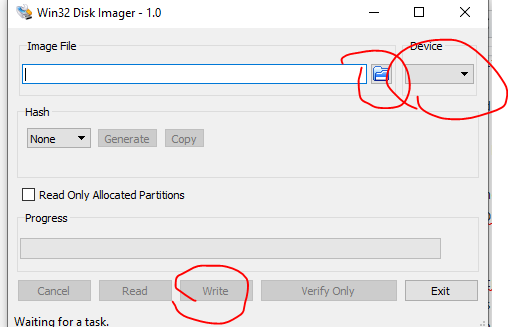 Win32 Disk Imager - 1.0
Image File
Device
Hash
None
Generate
Copy
Read Only Allocated Partitions
Progress
Cancel
Read
Write
Verify Only
Exit
Waiting for a task.